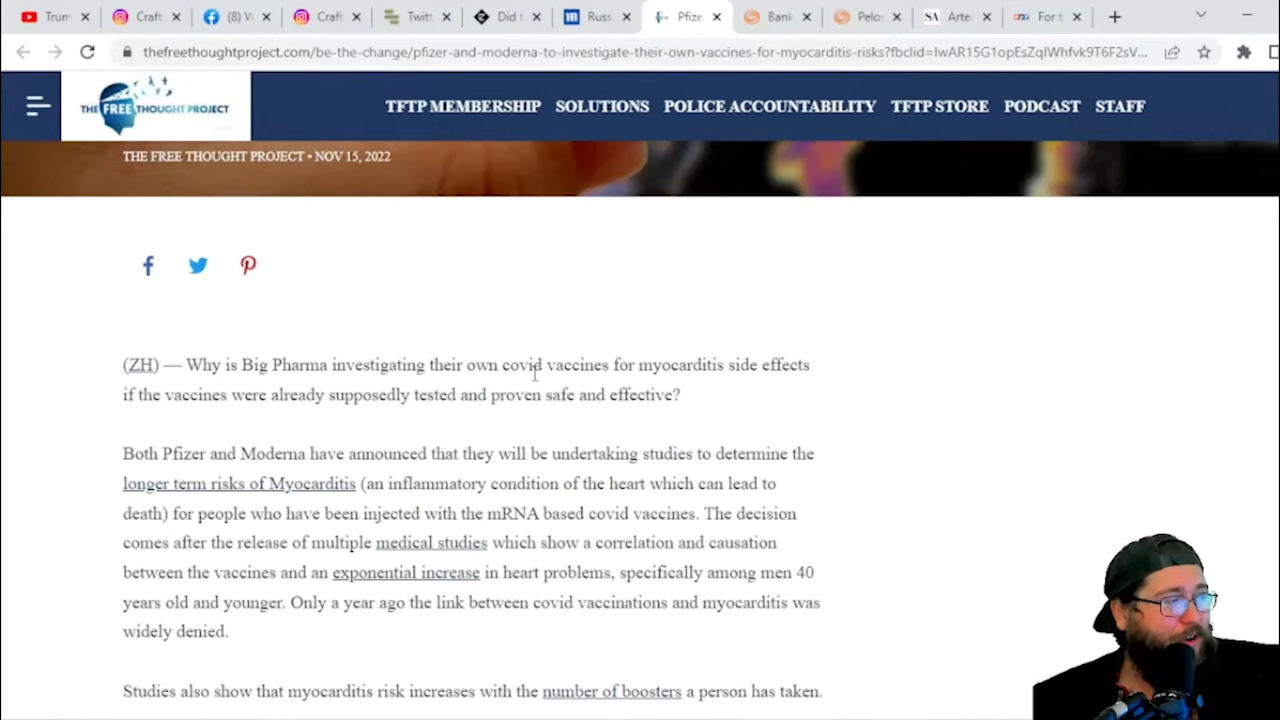 Trum
Craft
(8) V
Craft
Twitt
Did t
Russ
Pfize
Bank
Pelo
SA Arte
For t
thefreethoughtproject.com/be-the-change/pfizer-and-moderna-to-investigate-their-own-vaccines-for-myocarditis-risks?fbclid=IwAR15G1opEsZqlWhfvk9T6F2sV...
THE FREE THOUGHT PROJECT
TFTP MEMBERSHIP SOLUTIONS POLICE ACCOUNTABILITY TFTP STORE PODCAST STAFF
THE FREE THOUGHT PROJECT • NOV 15, 2022
(ZH) — Why is Big Pharma investigating their own covid vaccines for myocarditis side effects
if the vaccines were already supposedly tested and proven safe and effective?
Both Pfizer and Moderna have announced that they will be undertaking studies to determine the
longer term risks of Myocarditis (an inflammatory condition of the heart which can lead to
death) for people who have been injected with the mRNA based covid vaccines. The decision
comes after the release of multiple medical studies which show a correlation and causation
between the vaccines and an exponential increase in heart problems, specifically among men 40
years old and younger. Only a year ago the link between covid vaccinations and myocarditis was
widely denied.
Studies also show that myocarditis risk increases with the number of boosters a person has taken.